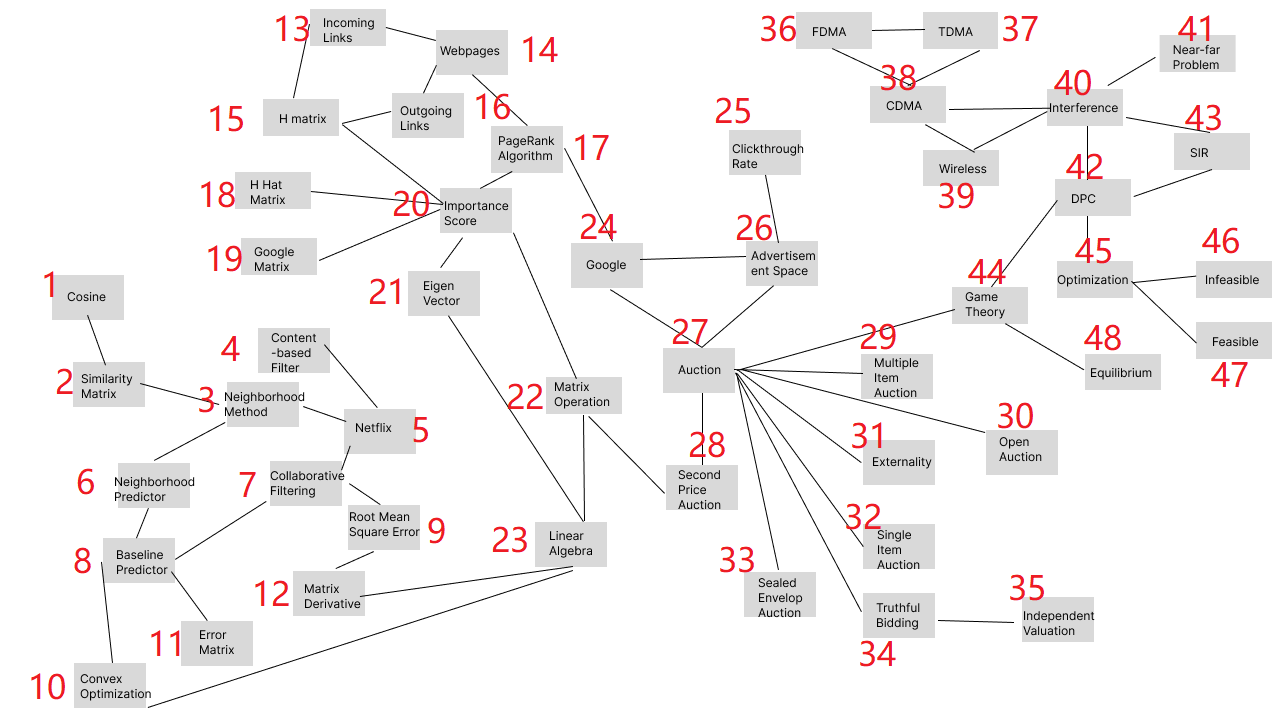 13
Incoming
Links
14
Webpages
15
H matrix
16
Outgoing
Links
17
PageRank
Algorithm
18
H Hat
Matrix
19
Google
Matrix
20
Importance
Score
21
Eigen
Vector
1
Cosine
2
Similarity
Matrix
3
Neighborhood
Method
4
Content
-based
Filter
5
Netflix
6
Neighborhood
Predictor
7
Collaborative
Filtering
8
Baseline
Predictor
9
Root Mean
Square Error
10
Convex
Optimization
11
Error
Matrix
12
Matrix
Derivative
22
Matrix
Operation
23
Linear
Algebra
24
Google
25
Clickthrough
Rate
26
Advertisem
ent Space
27
Auction
28
Second
Price
Auction
29
Multiple
Item
Auction
30
Open
Auction
31
Externality
32
Single
Item
Auction
33
Sealed
Envelop
Auction
34
Truthful
Bidding
35
Independent
Valuation
36
FDMA
37
TDMA
38
CDMA
39
Wireless
40
Interference
41
Near-far
Problem
42
DPC
43
SIR
44
Game
Theory
45
Optimization
46
Infeasible
47
Feasible
48
Equilibrium